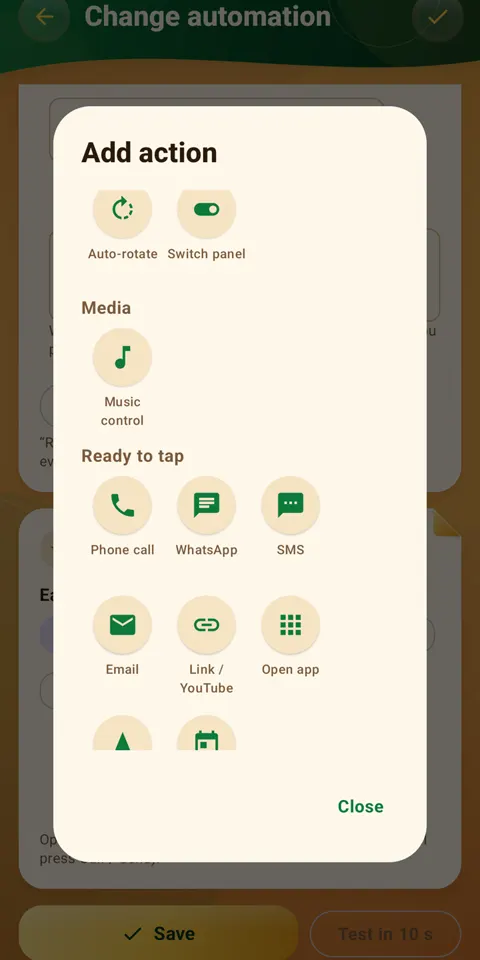 Change automation
Add action
Auto-rotate
Switch panel
Media
Music
control
Ready to tap
Phone call
WhatsApp
SMS
Email
Link /
YouTube
Open app
Close
Save
Test in 10 s